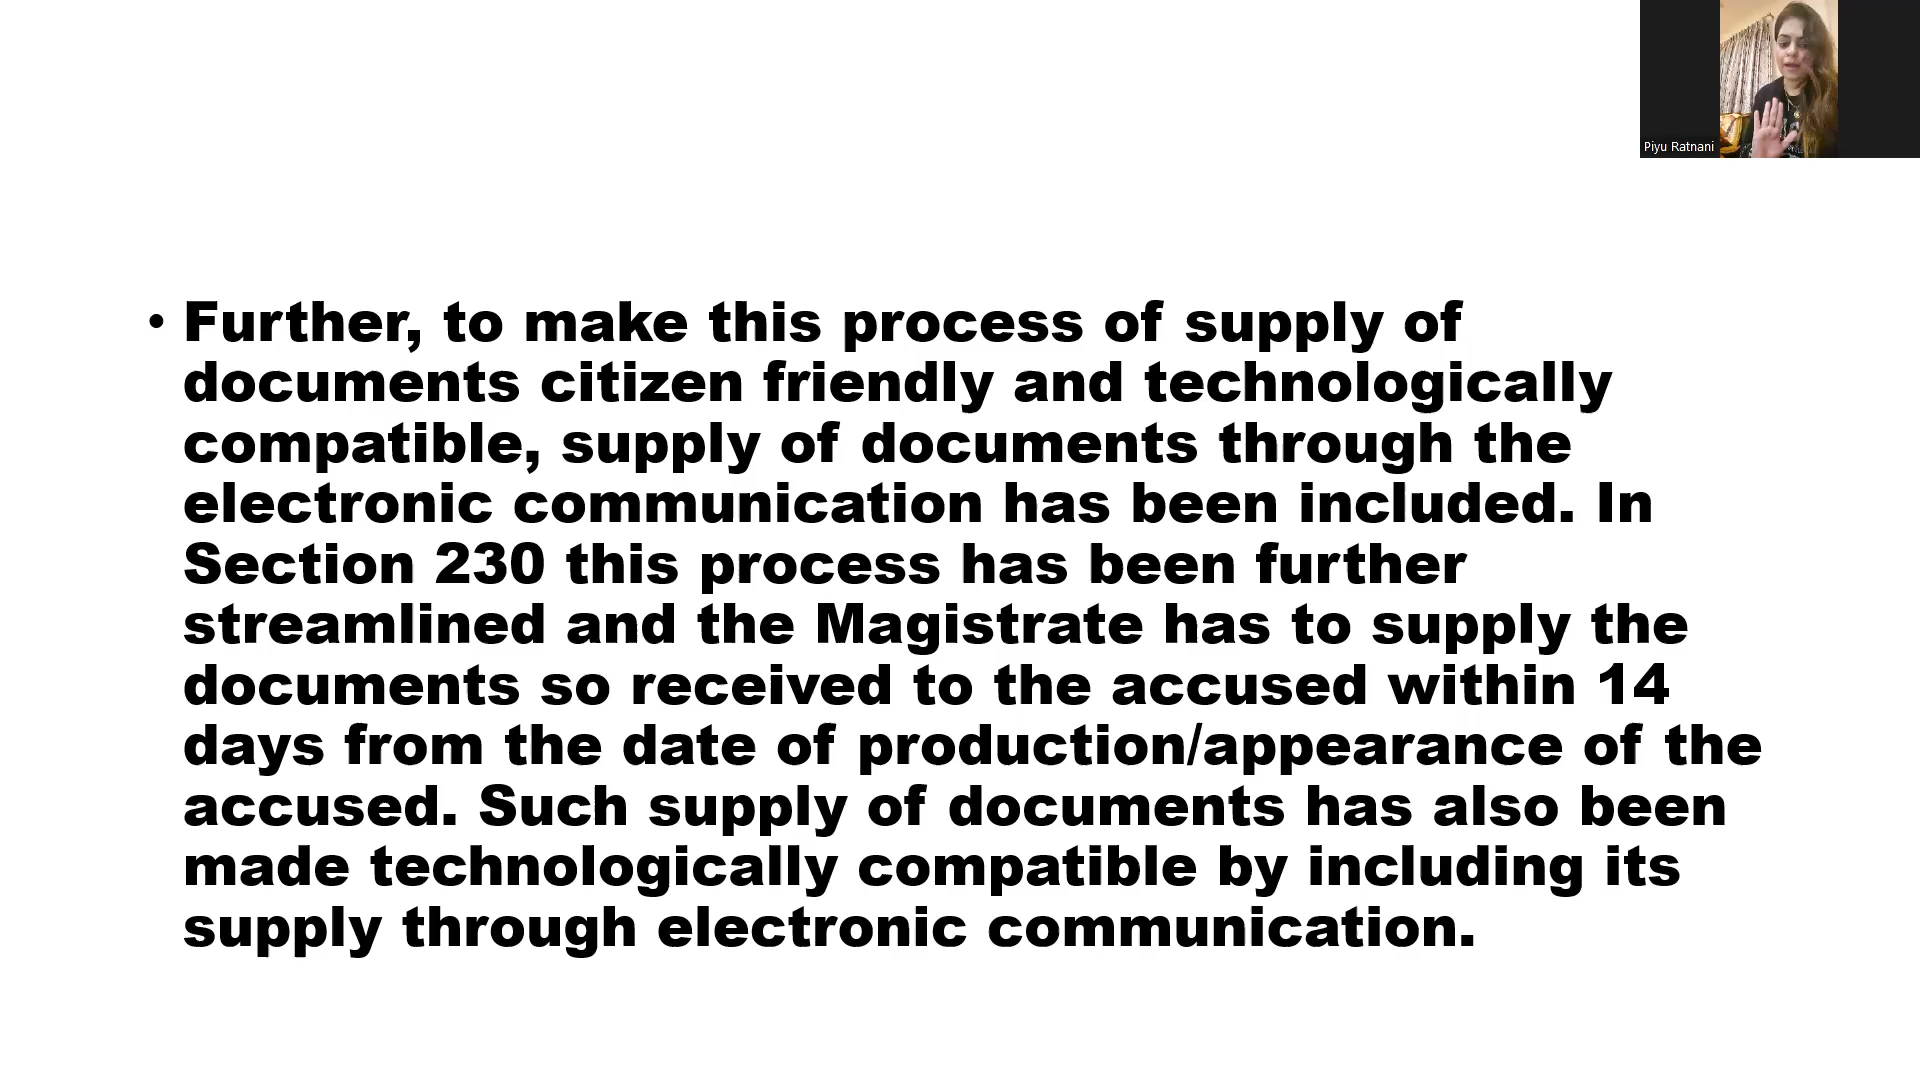 Piyu Ratnani
• Further, to make this process of supply of
documents citizen friendly and technologically
compatible, supply of documents through the
electronic communication has been included. In
Section 230 this process has been further
streamlined and the Magistrate has to supply the
documents so received to the accused within 14
days from the date of production/appearance of the
accused. Such supply of documents has also been
made technologically compatible by including its
supply through electronic communication.